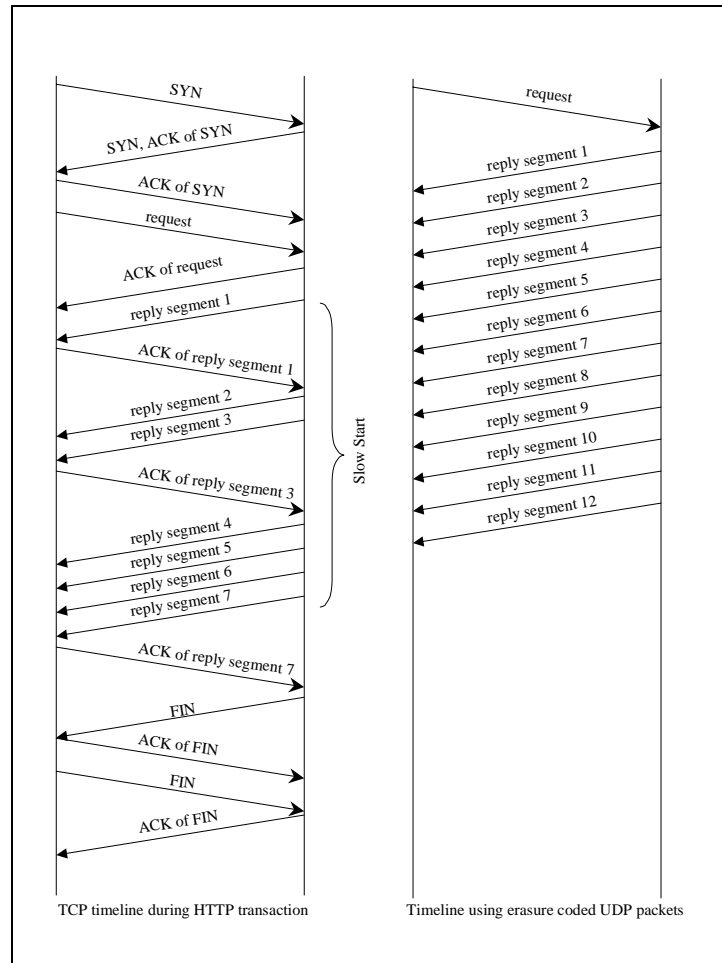 SYN
SYN, ACK of SYN
ACK of SYN
request
ACK of request
reply segment 1
ACK of reply segment 1
reply segment 2
reply segment 3
ACK of reply segment 3
reply segment 4
reply segment 5
reply segment 6
reply segment 7
ACK of reply segment 7
FIN
ACK of FIN
FIN
ACK of FIN
Slow Start
TCP timeline during HTTP transaction
request
reply segment 1
reply segment 2
reply segment 3
reply segment 4
reply segment 5
reply segment 6
reply segment 7
reply segment 8
reply segment 9
reply segment 10
reply segment 11
reply segment 12
Timeline using erasure coded UDP packets